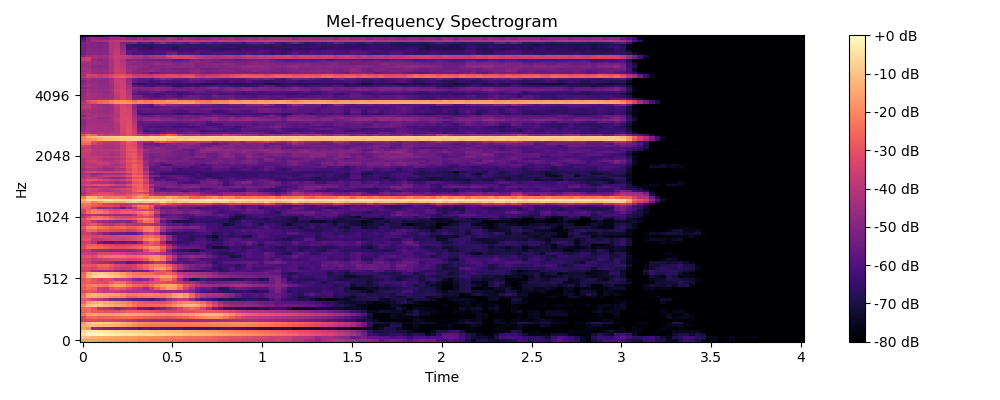 Mel-frequency Spectrogram
Hz
4096
2048
1024
512
0
0
0.5
1
1.5
2
2.5
3
3.5
4
Time
+0 dB
-10 dB
-20 dB
-30 dB
-40 dB
-50 dB
-60 dB
-70 dB
-80 dB